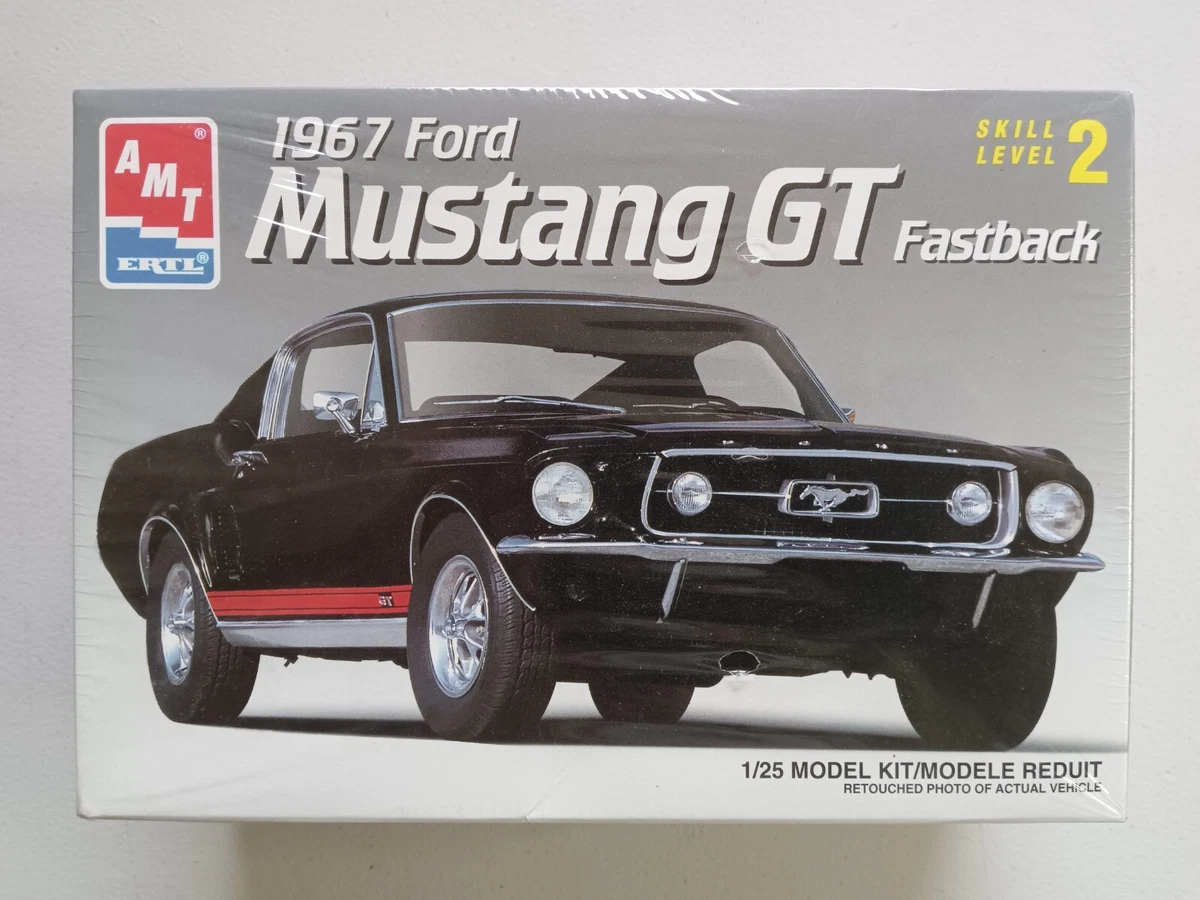 AMT®
ERTL®
1967 Ford
Mustang GT Fastback
SKILL
LEVEL 2
FORD
GT
1/25 MODEL KIT/MODELE REDUIT
RETOUCHED PHOTO OF ACTUAL VEHICLE